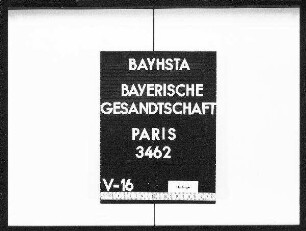 BAYHSTA
BAYERISCHE
GESANDTSCHAFT
PARIS
3462
V-16